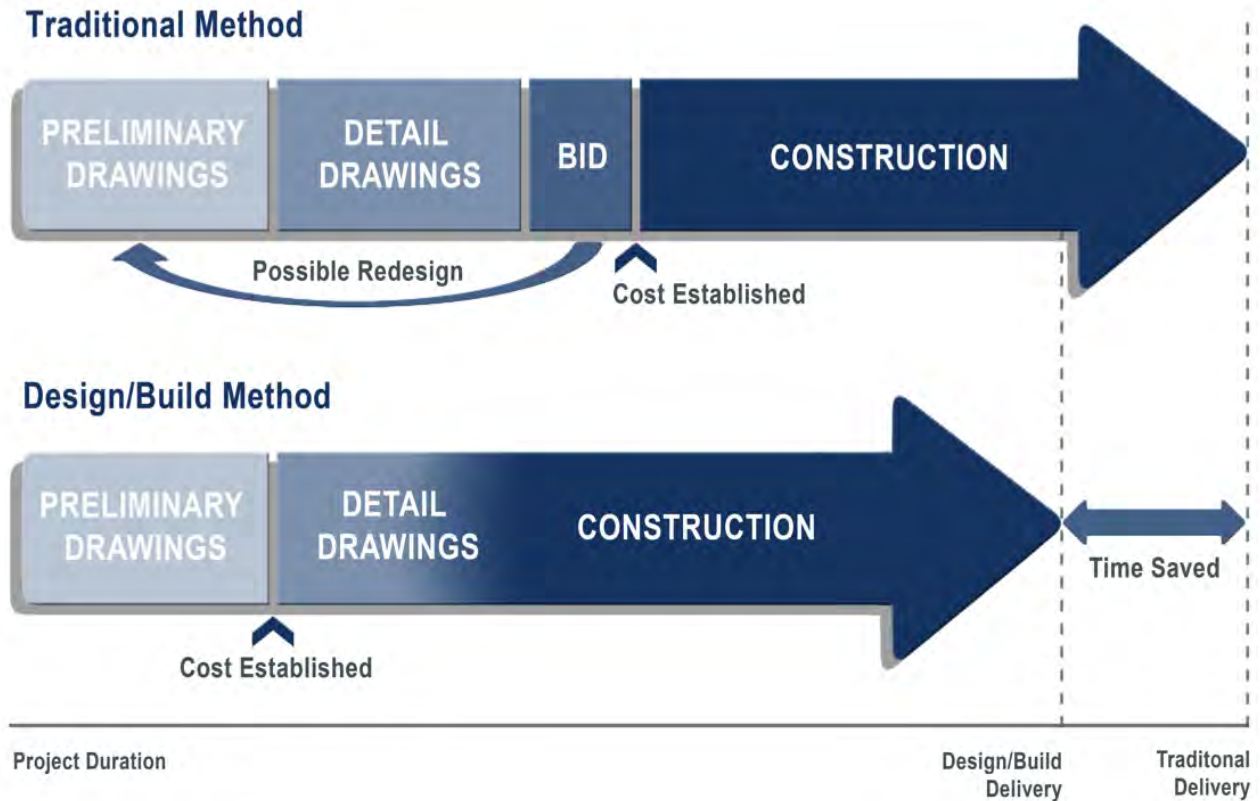 Traditional Method
PRELIMINARY
DRAWINGS
DETAIL
DRAWINGS
BID
CONSTRUCTION
Possible Redesign
Cost Established
Design/Build Method
PRELIMINARY
DRAWINGS
DETAIL
DRAWINGS
CONSTRUCTION
Time Saved
Cost Established
Project Duration
Design/Build
Delivery
Traditonal
Delivery